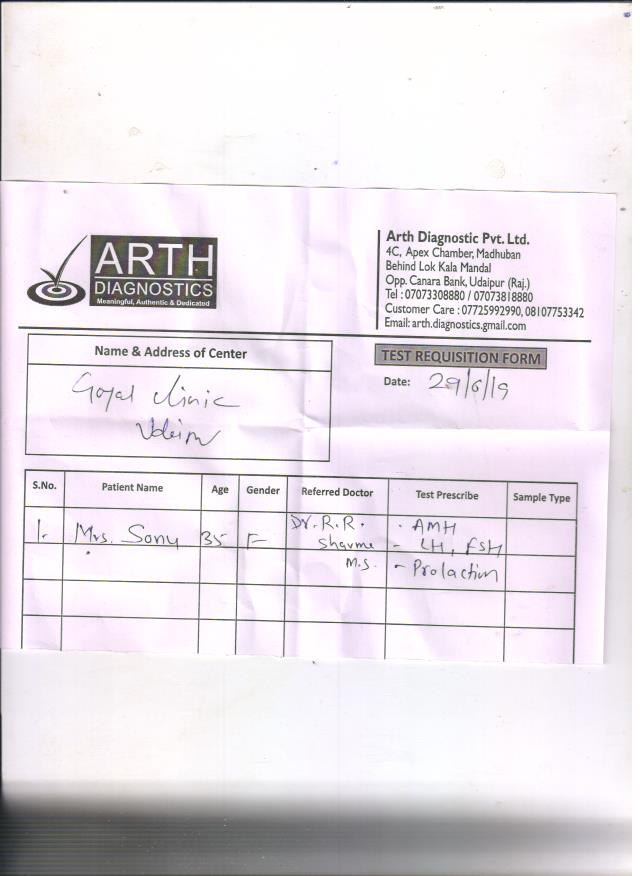 ARTH
DIAGNOSTICS
Meaningful, Authentic & Dedicated
Arth Diagnostic Pvt. Ltd.
4C, Apex Chamber, Madhuban
Behind Lok Kala Mandal
Opp. Canara Bank, Udaipur (Raj.)
Tel : 07073308880 / 07073818880
Customer Care : 07725992990, 08107753342
Email: arth.diagnostics.gmail.com
Name & Address of Center
Goyal clinic
TEST REQUISITION FORM
Date: 29/6/19
S.No. Patient Name Age Gender Referred Doctor Test Prescribe Sample Type
1. Mrs. Sony 35 F Dr. R.R. - AMH
Sharma - LH, FSH
M.S. - Prolactin